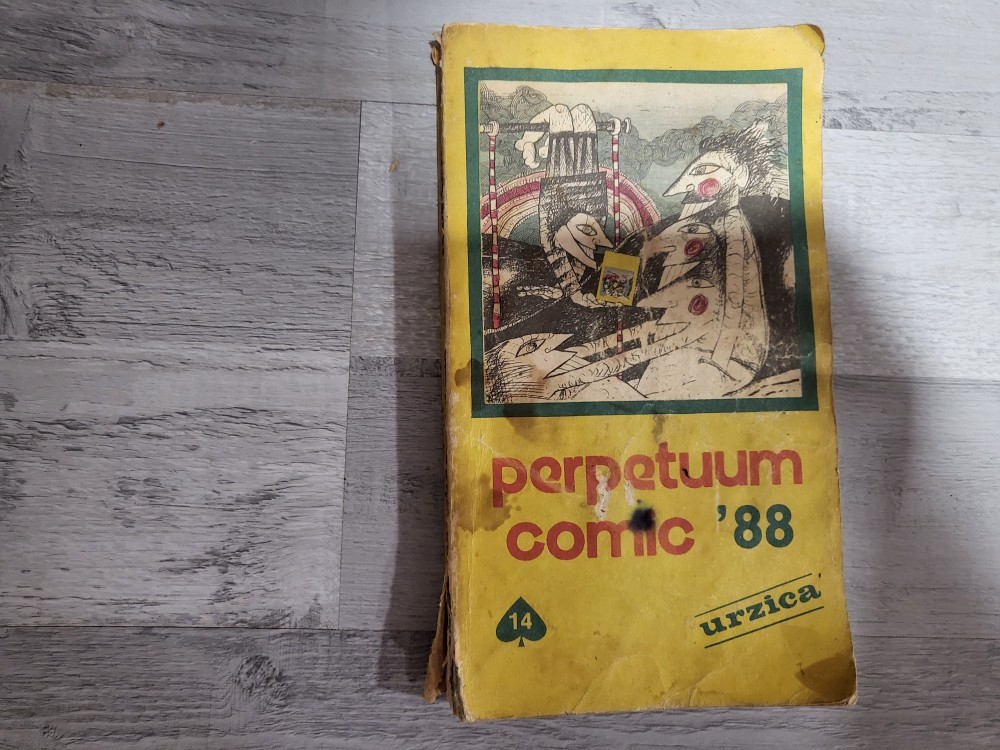 perpetuum
comic '88
14
urzica